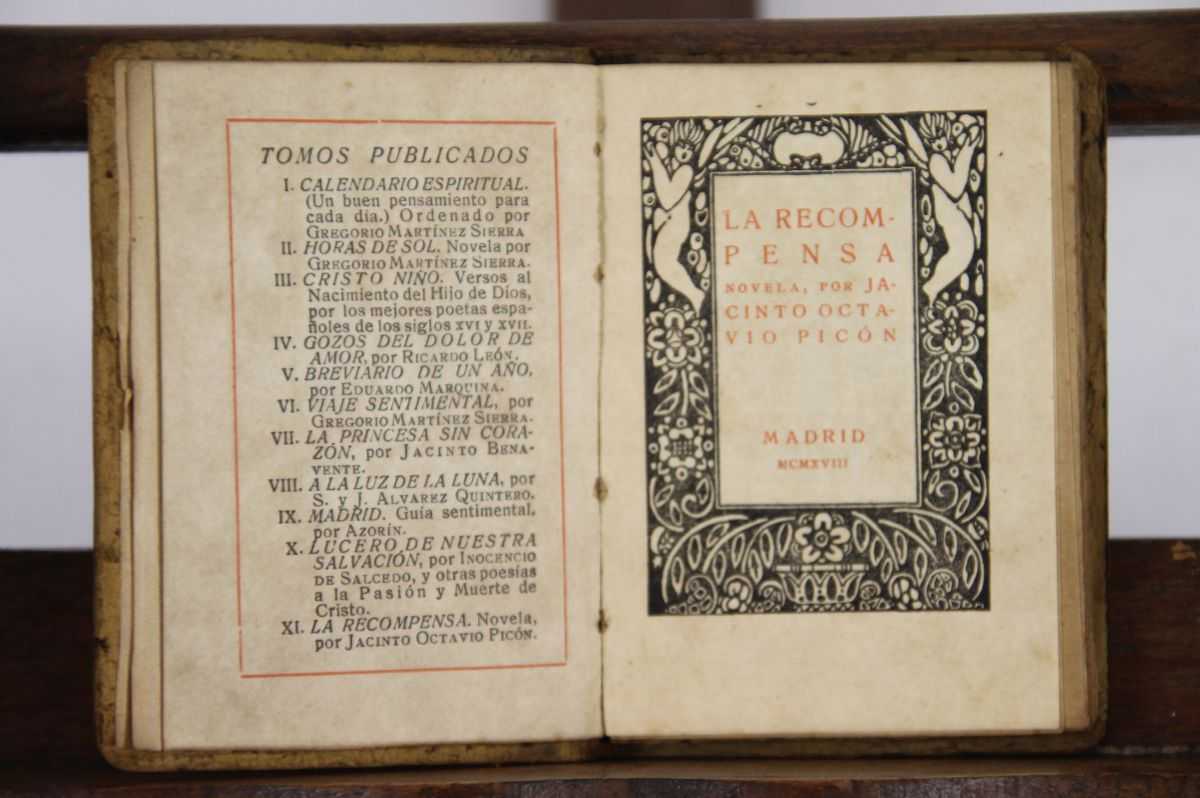 TOMOS PUBLICADOS
I. CALENDARIO ESPIRITUAL.
(Un buen pensamiento para
cada día.) Ordenado por
GREGORIO MARTÍNEZ SIERRA
II. HORAS DE SOL. Novela por
GREGORIO MARTÍNEZ SIERRA.
III. CRISTO NIÑO. Versos al
Nacimiento del Hijo de Dios,
por los mejores poetas espa-
ñoles de los siglos XVI y XVII.
IV. GOZOS DEL DOLOR DE
AMOR, por RICARDO LEÓN.
V. BREVIARIO DE UN AÑO,
por EDUARDO MARQUINA.
VI. VIAJE SENTIMENTAL, por
GREGORIO MARTÍNEZ SIERRA.
VII. LA PRINCESA SIN CORA-
ZÓN, por JACINTO BENA-
VENTE.
VIII. A LA LUZ DE LA LUNA, por
S. y J. ALVAREZ QUINTERO.
IX. MADRID. Guía sentimental,
por AZORÍN.
X. LUCERO DE NUESTRA
SALVACIÓN, por INOCENCIO
DE SALCEDO, y otras poesías
a la Pasión y Muerte de
Cristo.
XI. LA RECOMPENSA. Novela,
por JACINTO OCTAVIO PICÓN.
LA RECOM-
PENSA
NOVELA, POR JA-
CINTO OCTA-
VIO PICÓN
MADRID
MCMXVIII